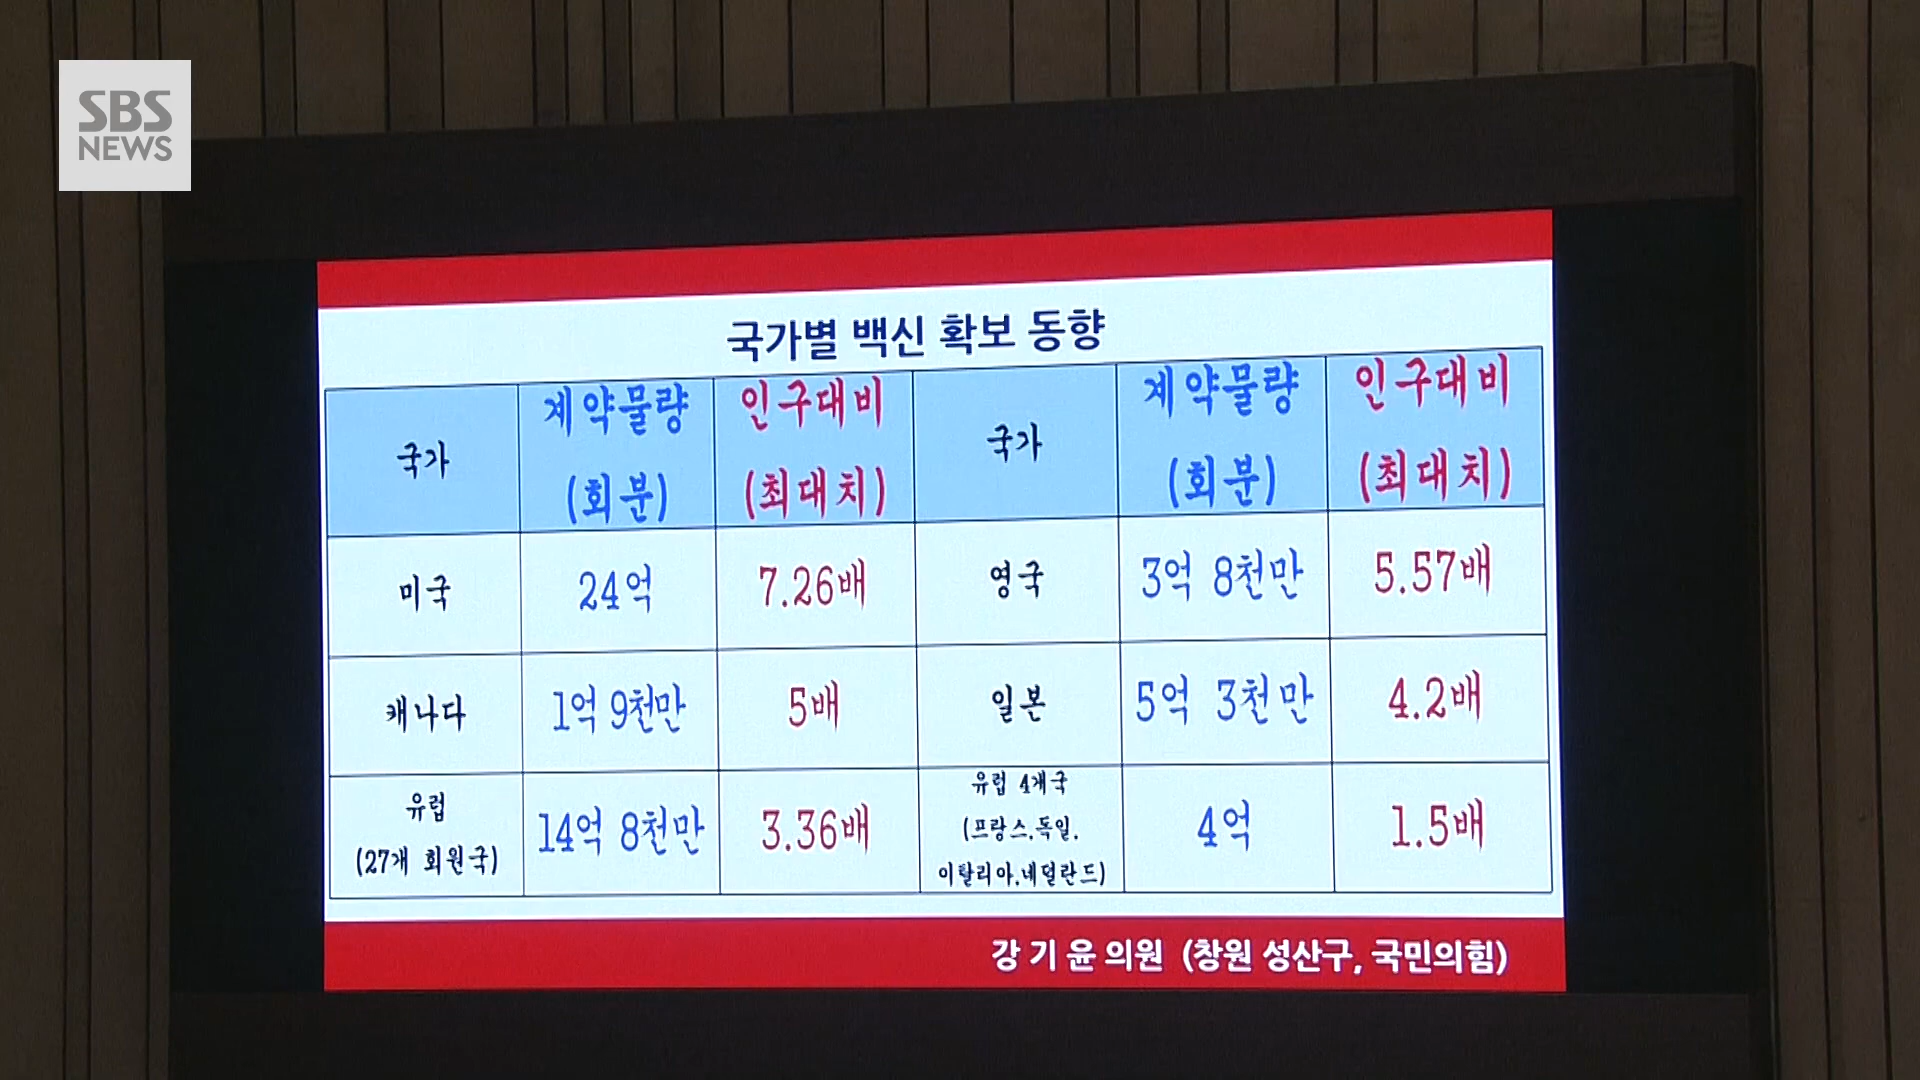 SBS
NEWS
국가별 백신 확보 동향
국가
계약물량
(회분)
인구대비
(최대치)
국가
계약물량
(회분)
인구대비
(최대치)
미국
24억
7.26배
영국
3억 8천만
5.57배
캐나다
1억 9천만
5배
일본
5억 3천만
4.2배
유럽
(27개 회원국)
14억 8천만
3.36배
유럽 4개국
(프랑스,독일,
이탈리아,네덜란드)
4억
1.5배
강 기 윤 의원 (창원 성산구, 국민의힘)